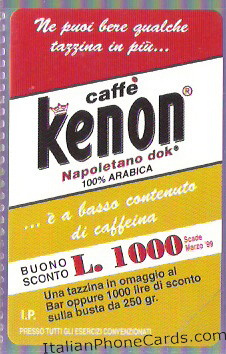 Ne puoi bere qualche
tazzina in più...
caffè
kenon®
Napoletano dok®
100% ARABICA
... è a basso contenuto
di caffeina
BUONO
SCONTO
L. 1000
Scade
Marzo '99
Una tazzina in omaggio al
Bar oppure 1000 lire di sconto
sulla busta da 250 gr.
I.P.
PRESSO TUTTI GLI ESERCIZI CONVENZIONATI
ItalianPhoneCards.com